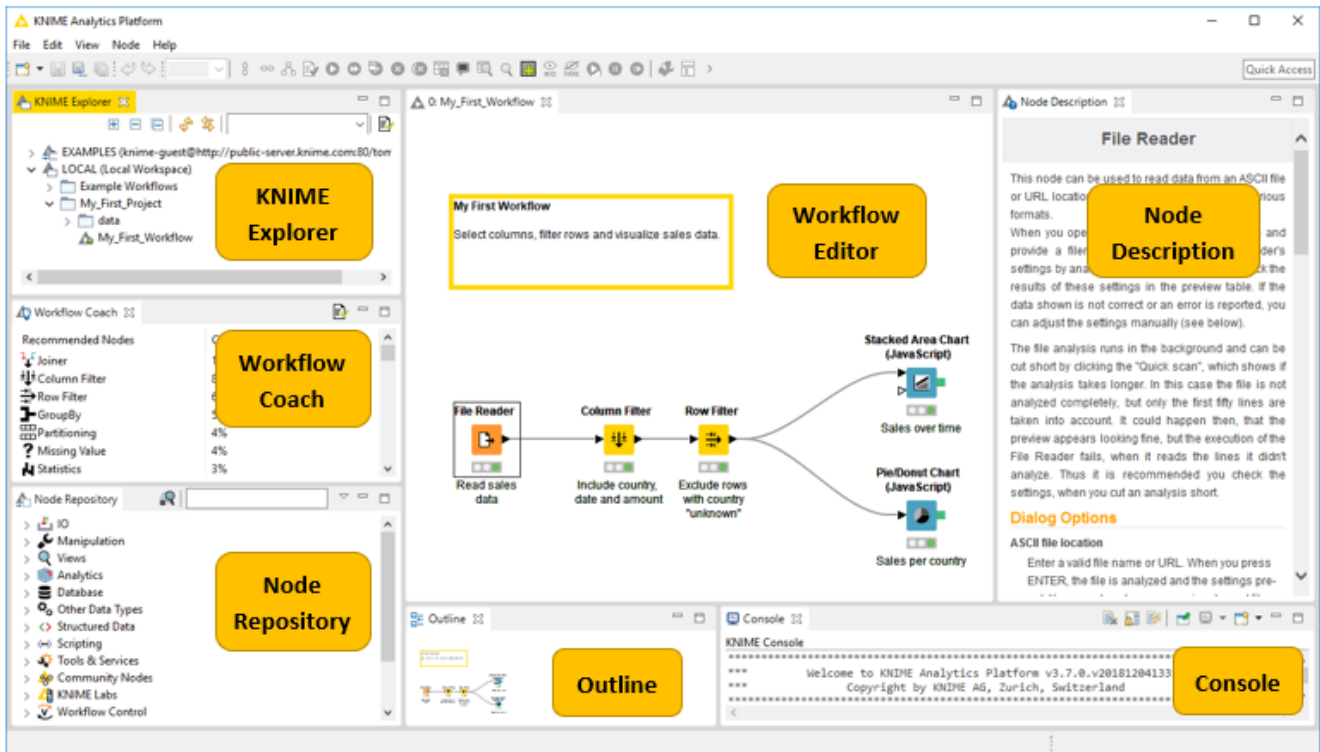 KNIME Analytics Platform
File Edit View Node Help
Quick Access
KNIME Explorer
EXAMPLES (knime-guest@http://public-server.knime.com:80/tom
LOCAL (Local Workspace)
Example Workflows
My_First_Project
data
My_First_Workflow
KNIME
Explorer
Workflow Coach
Recommended Nodes
Joiner
Column Filter
Row Filter
GroupBy
Partitioning 4%
Missing Value 4%
Statistics 3%
Workflow
Coach
Node Repository
IO
Manipulation
Views
Analytics
Database
Other Data Types
Structured Data
Scripting
Tools & Services
Community Nodes
KNIME Labs
Workflow Control
Node
Repository
0: My_First_Workflow
My First Workflow
Select columns, filter rows and visualize sales data.
Workflow
Editor
File Reader
Read sales
data
Column Filter
Include country,
date and amount
Row Filter
Exclude rows
with country
"unknown"
Stacked Area Chart
(JavaScript)
Sales over time
Pie/Donut Chart
(JavaScript)
Sales per country
Outline
Outline
Console
KNIME Console
*** Welcome to KNIME Analytics Platform v3.7.0.v2018120413
*** Copyright by KNIME AG, Zurich, Switzerland
Console
Node Description
File Reader
This node can be used to read data from an ASCII file
or URL
formats.
When you and
provide a
settings by the
results of these settings in the preview table. If the
data shown is not correct or an error is reported, you
can adjust the settings manually (see below).
The file analysis runs in the background and can be
cut short by clicking the "Quick scan", which shows if
the analysis takes longer. In this case the file is not
analyzed completely, but only the first fifty lines are
taken into account. It could happen then, that the
preview appears looking fine, but the execution of the
File Reader fails, when it reads the lines it didn't
analyze. Thus it is recommended you check the
settings, when you cut an analysis short.
Dialog Options
ASCII file location
Enter a valid file name or URL. When you press
ENTER, the file is analyzed and the settings pre-
Node
Description